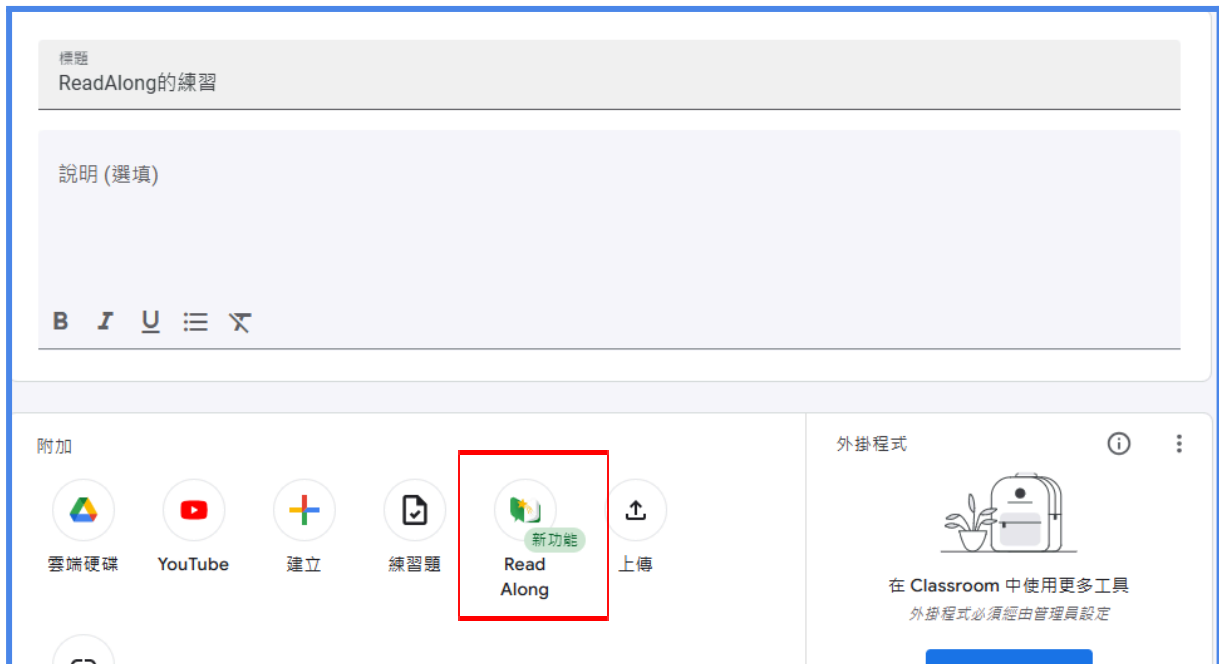 標題
ReadAlong的練習
說明 (選填)
B I U
附加
外掛程式
新功能
雲端硬碟
YouTube
建立
練習題
Read
Along
上傳
在 Classroom 中使用更多工具
外掛程式必須經由管理員設定